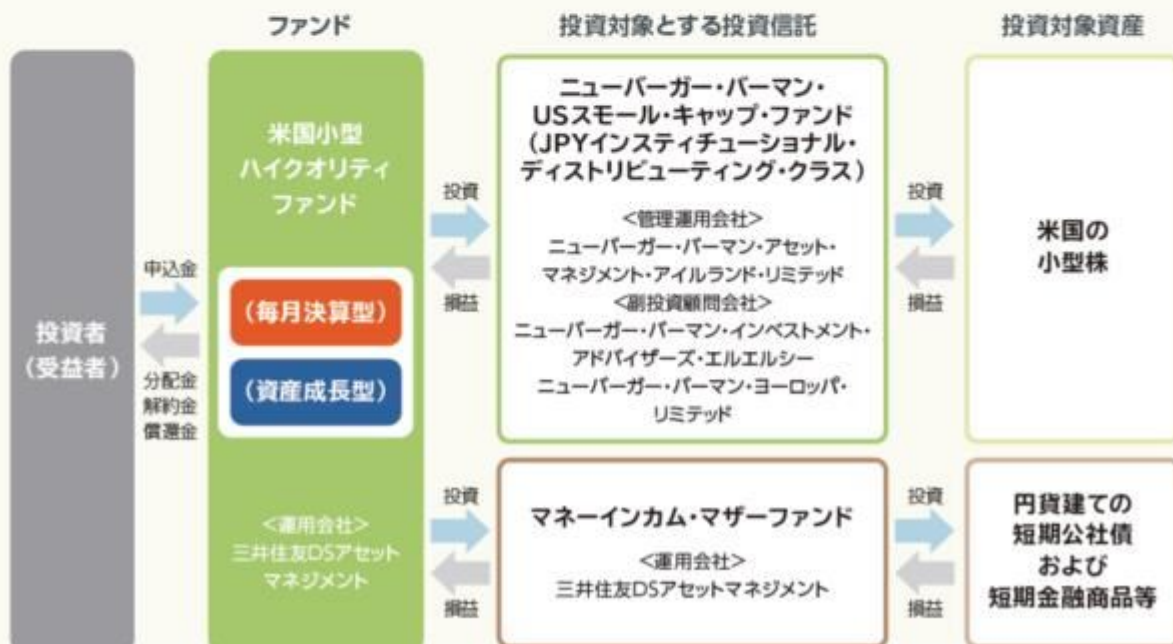 ファンド
投資対象とする投資信託
投資対象資産
投資者
（受益者）
申込金
分配金
解約金
償還金
米国小型
ハイクオリティ
ファンド
（毎月決算型）
（資産成長型）
＜運用会社＞
三井住友DSアセット
マネジメント
投資
損益
ニューバーガー・バーマン・
USスモール・キャップ・ファンド
（JPYインスティチューショナル・
ディストリビューティング・クラス）
＜管理運用会社＞
ニューバーガー・バーマン・アセット・
マネジメント・アイルランド・リミテッド
＜副投資顧問会社＞
ニューバーガー・バーマン・インベストメント・
アドバイザーズ・エルエルシー
ニューバーガー・バーマン・ヨーロッパ・
リミテッド
投資
損益
米国の
小型株
投資
損益
マネーインカム・マザーファンド
＜運用会社＞
三井住友DSアセットマネジメント
投資
損益
円貨建ての
短期公社債
および
短期金融商品等